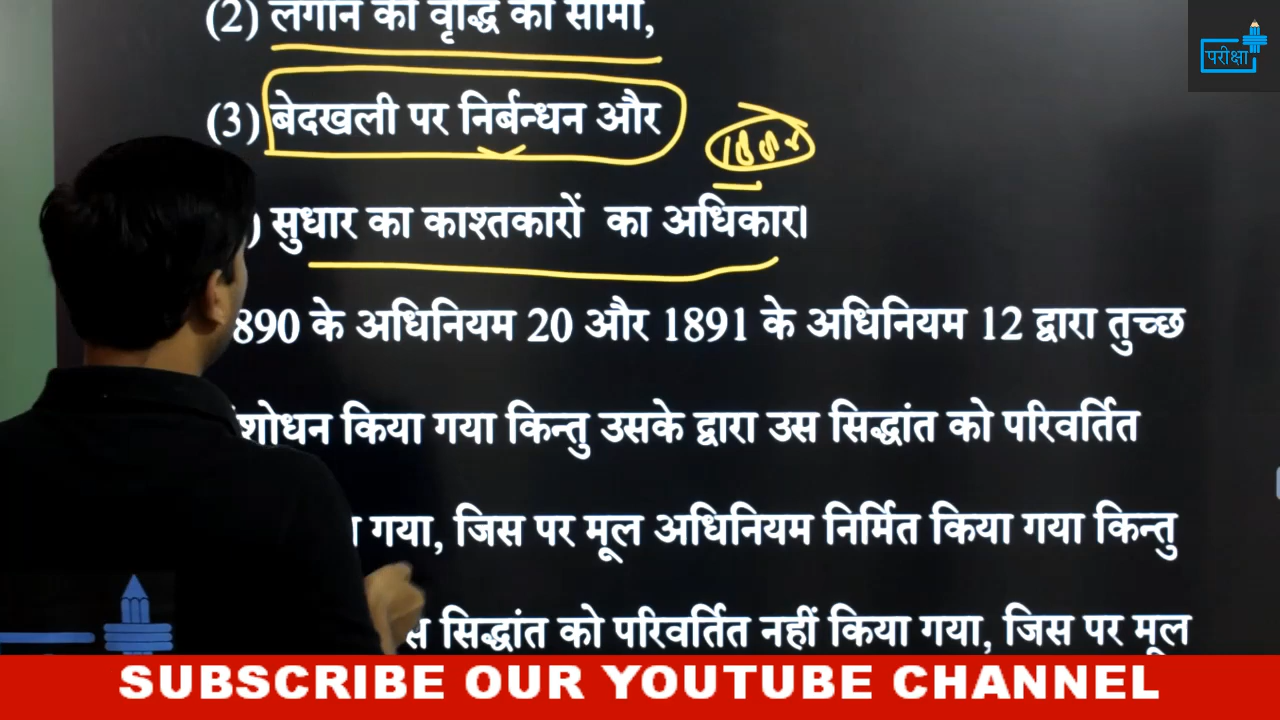 (2) लगान की वृद्धि की सीमा,
परीक्षा
(3) बेदखली पर निर्बन्धन और
) सुधार का काश्तकारों का अधिकार।
890 के अधिनियम 20 और 1891 के अधिनियम 12 द्वारा तुच्छ
शोधन किया गया किन्तु उसके द्वारा उस सिद्धांत को परिवर्तित
गया, जिस पर मूल अधिनियम निर्मित किया गया किन्तु
स सिद्धांत को परिवर्तित नहीं किया गया, जिस पर मूल
SUBSCRIBE OUR YOUTUBE CHANNEL